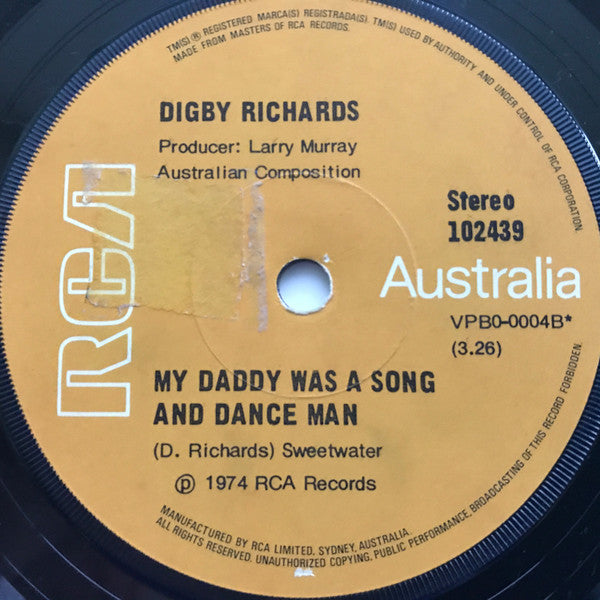 TM(S)® REGISTERED MARCA(S) REGISTRADA(S). TM(S) USED BY AUTHORITY AND UNDER CONTROL OF RCA CORPORATION.
MADE FROM MASTERS OF RCA RECORDS.
DIGBY RICHARDS
Producer: Larry Murray
Australian Composition
RCA
Stereo
102439
Australia
VPB0-0004B*
(3.26)
MY DADDY WAS A SONG
AND DANCE MAN
(D. Richards) Sweetwater
℗ 1974 RCA Records
MANUFACTURED BY RCA LIMITED, SYDNEY, AUSTRALIA.
ALL RIGHTS RESERVED. UNAUTHORIZED COPYING, PUBLIC PERFORMANCE, BROADCASTING OF THIS RECORD FORBIDDEN.